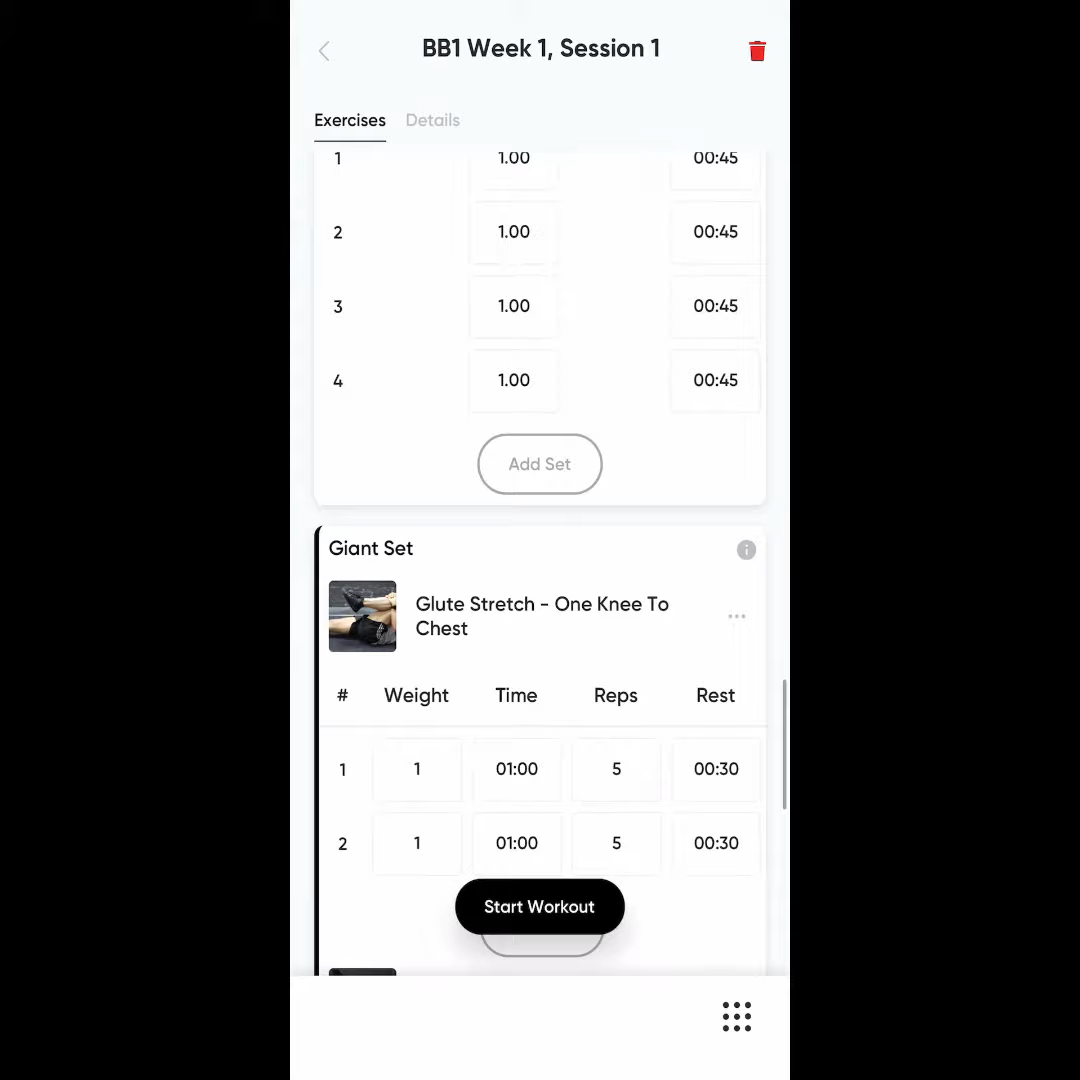 BB1 Week 1, Session 1
Exercises Details
1 1.00 00:45
2 1.00 00:45
3 1.00 00:45
4 1.00 00:45
Add Set
Giant Set
Glute Stretch - One Knee To
Chest
# Weight Time Reps Rest
1 1 01:00 5 00:30
2 1 01:00 5 00:30
Start Workout